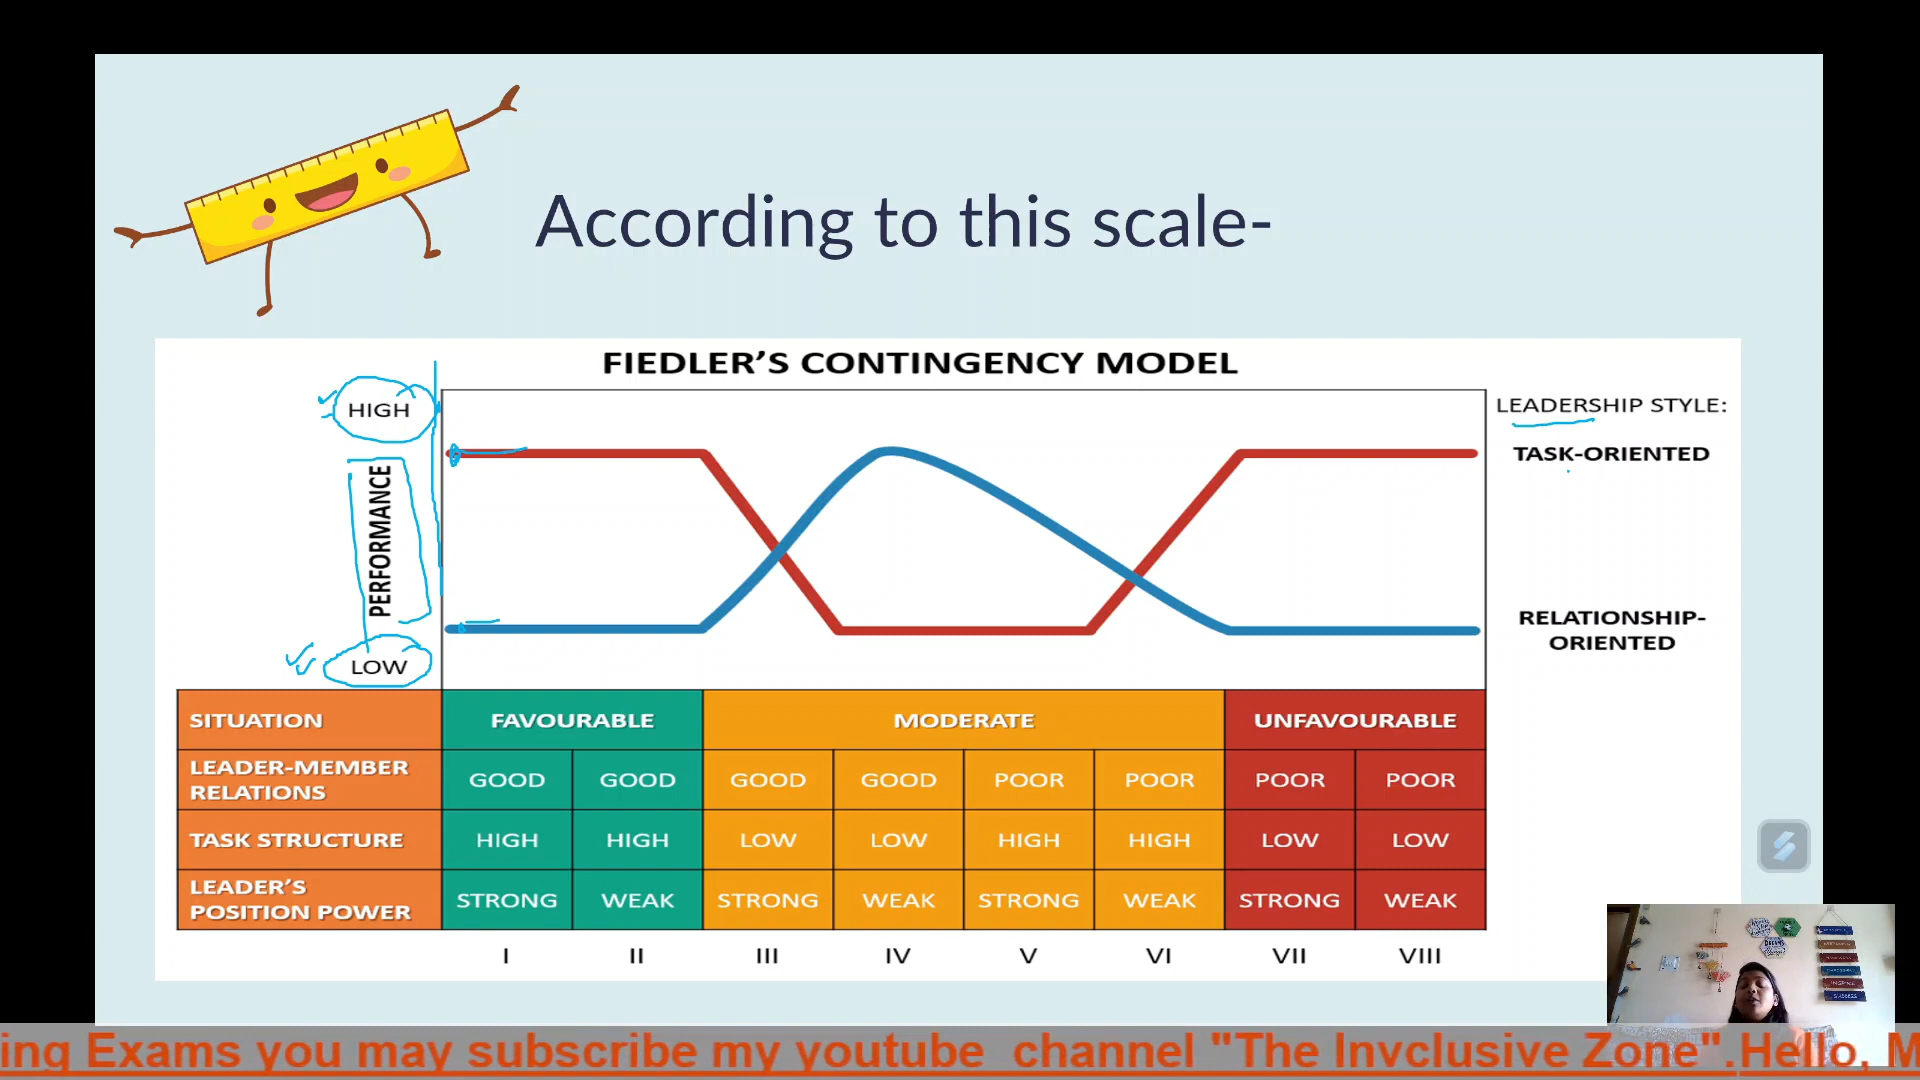 According to this scale-
FIEDLER'S CONTINGENCY MODEL
HIGH
PERFORMANCE
LOW
LEADERSHIP STYLE:
TASK-ORIENTED
RELATIONSHIP-
ORIENTED
SITUATION FAVOURABLE MODERATE UNFAVOURABLE
LEADER-MEMBER
RELATIONS GOOD GOOD GOOD GOOD POOR POOR POOR POOR
TASK STRUCTURE HIGH HIGH LOW LOW HIGH HIGH LOW LOW
LEADER'S
POSITION POWER STRONG WEAK STRONG WEAK STRONG WEAK STRONG WEAK
I II III IV V VI VII VIII
ing Exams you may subscribe my youtube channel "The Invclusive Zone".Hello, M